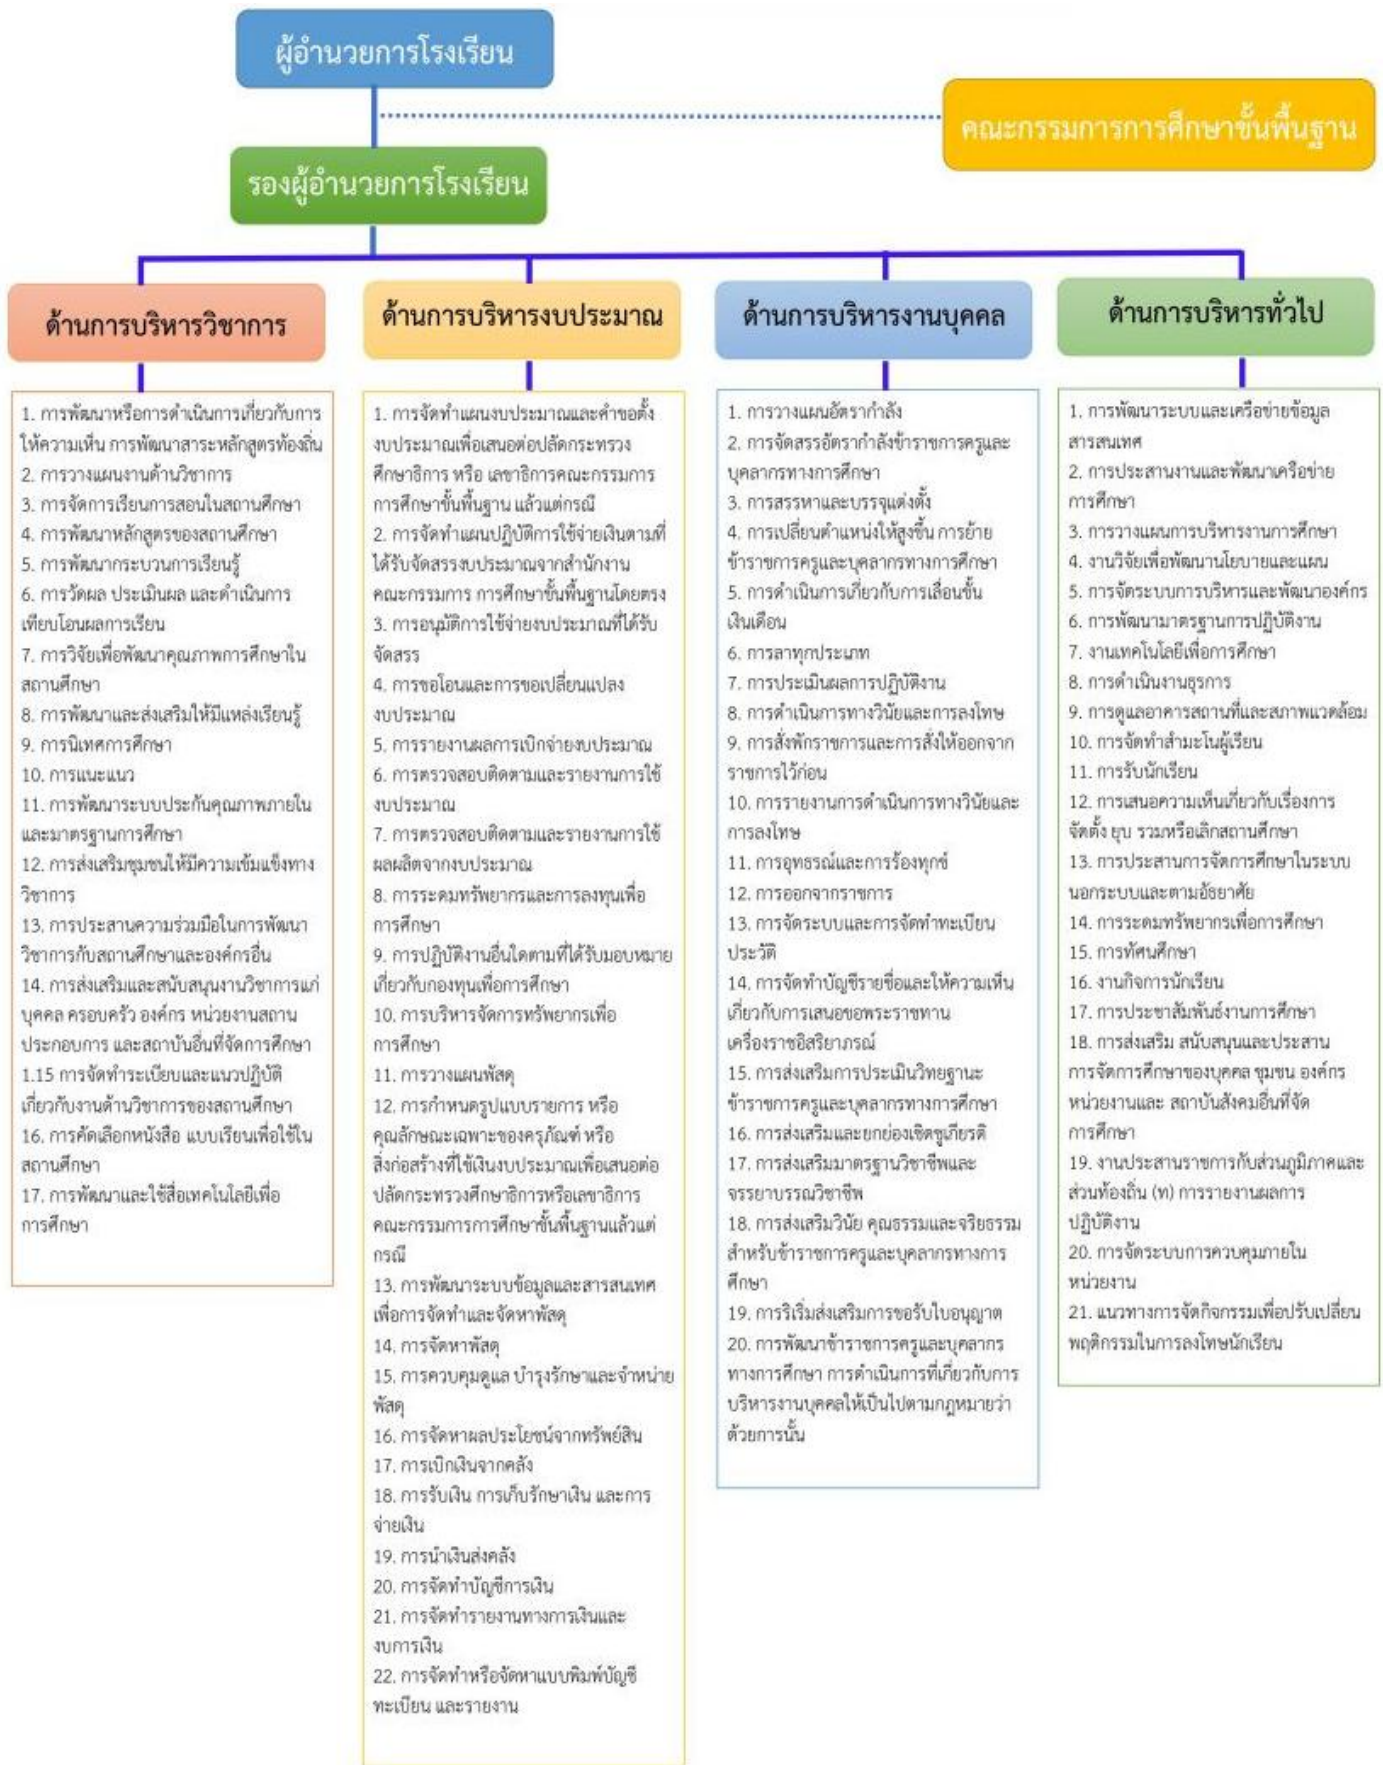 ผู้อำนวยการโรงเรียน
คณะกรรมการการศึกษาขั้นพื้นฐาน
รองผู้อำนวยการโรงเรียน
ด้านการบริหารวิชาการ
1. การพัฒนาหรือการดำเนินการเกี่ยวกับการ
ให้ความเห็น การพัฒนาสาระหลักสูตรท้องถิ่น
2. การวางแผนงานด้านวิชาการ
3. การจัดการเรียนการสอนในสถานศึกษา
4. การพัฒนาหลักสูตรของสถานศึกษา
5. การพัฒนากระบวนการเรียนรู้
6. การวัดผล ประเมินผล และดำเนินการ
เทียบโอนผลการเรียน
7. การวิจัยเพื่อพัฒนาคุณภาพการศึกษาใน
สถานศึกษา
8. การพัฒนาและส่งเสริมให้มีแหล่งเรียนรู้
9. การนิเทศการศึกษา
10. การแนะแนว
11. การพัฒนาระบบประกันคุณภาพภายใน
และมาตรฐานการศึกษา
12. การส่งเสริมชุมชนให้มีความเข้มแข็งทาง
วิชาการ
13. การประสานความร่วมมือในการพัฒนา
วิชาการกับสถานศึกษาและองค์กรอื่น
14. การส่งเสริมและสนับสนุนงานวิชาการแก่
บุคคล ครอบครัว องค์กร หน่วยงานสถาน
ประกอบการ และสถาบันอื่นที่จัดการศึกษา
1.15 การจัดทำระเบียบและแนวปฏิบัติ
เกี่ยวกับงานด้านวิชาการของสถานศึกษา
16. การคัดเลือกหนังสือ แบบเรียนเพื่อใช้ใน
สถานศึกษา
17. การพัฒนาและใช้สื่อเทคโนโลยีเพื่อ
การศึกษา
ด้านการบริหารงบประมาณ
1. การจัดทำแผนงบประมาณและคำขอตั้ง
งบประมาณเพื่อเสนอต่อปลัดกระทรวง
ศึกษาธิการ หรือ เลขาธิการคณะกรรมการ
การศึกษาขั้นพื้นฐาน แล้วแต่กรณี
2. การจัดทำแผนปฏิบัติการใช้จ่ายเงินตามที่
ได้รับจัดสรรงบประมาณจากสำนักงาน
คณะกรรมการ การศึกษาขั้นพื้นฐานโดยตรง
3. การอนุมัติการใช้จ่ายงบประมาณที่ได้รับ
จัดสรร
4. การขอโอนและการขอเปลี่ยนแปลง
งบประมาณ
5. การรายงานผลการเบิกจ่ายงบประมาณ
6. การตรวจสอบติดตามและรายงานการใช้
งบประมาณ
7. การตรวจสอบติดตามและรายงานการใช้
ผลผลิตจากงบประมาณ
8. การระดมทรัพยากรและการลงทุนเพื่อ
การศึกษา
9. การปฏิบัติงานอื่นใดตามที่ได้รับมอบหมาย
เกี่ยวกับกองทุนเพื่อการศึกษา
10. การบริหารจัดการทรัพยากรเพื่อ
การศึกษา
11. การวางแผนพัสดุ
12. การกำหนดรูปแบบรายการ หรือ
คุณลักษณะเฉพาะของครุภัณฑ์ หรือ
สิ่งก่อสร้างที่ใช้เงินงบประมาณเพื่อเสนอต่อ
ปลัดกระทรวงศึกษาธิการหรือเลขาธิการ
คณะกรรมการการศึกษาขั้นพื้นฐานแล้วแต่
กรณี
13. การพัฒนาระบบข้อมูลและสารสนเทศ
เพื่อการจัดทำและจัดหาพัสดุ
14. การจัดหาพัสดุ
15. การควบคุมดูแล บำรุงรักษาและจำหน่าย
พัสดุ
16. การจัดหาผลประโยชน์จากทรัพย์สิน
17. การเบิกเงินจากคลัง
18. การรับเงิน การเก็บรักษาเงิน และการ
จ่ายเงิน
19. การนำเงินส่งคลัง
20. การจัดทำบัญชีการเงิน
21. การจัดทำรายงานทางการเงินและ
งบการเงิน
22. การจัดทำหรือจัดหาแบบพิมพ์บัญชี
ทะเบียน และรายงาน
ด้านการบริหารงานบุคคล
1. การวางแผนอัตรากำลัง
2. การจัดสรรอัตรากำลังข้าราชการครูและ
บุคลากรทางการศึกษา
3. การสรรหาและบรรจุแต่งตั้ง
4. การเปลี่ยนตำแหน่งให้สูงขึ้น การย้าย
ข้าราชการครูและบุคลากรทางการศึกษา
5. การดำเนินการเกี่ยวกับการเลื่อนขั้น
เงินเดือน
6. การลาทุกประเภท
7. การประเมินผลการปฏิบัติงาน
8. การดำเนินการทางวินัยและการลงโทษ
9. การสั่งพักราชการและการสั่งให้ออกจาก
ราชการไว้ก่อน
10. การรายงานการดำเนินการทางวินัยและ
การลงโทษ
11. การอุทธรณ์และการร้องทุกข์
12. การออกจากราชการ
13. การจัดระบบและการจัดทำทะเบียน
ประวัติ
14. การจัดทำบัญชีรายชื่อและให้ความเห็น
เกี่ยวกับการเสนอขอพระราชทาน
เครื่องราชอิสริยาภรณ์
15. การส่งเสริมการประเมินวิทยฐานะ
ข้าราชการครูและบุคลากรทางการศึกษา
16. การส่งเสริมและยกย่องเชิดชูเกียรติ
17. การส่งเสริมมาตรฐานวิชาชีพและ
จรรยาบรรณวิชาชีพ
18. การส่งเสริมวินัย คุณธรรมและจริยธรรม
สำหรับข้าราชการครูและบุคลากรทางการ
ศึกษา
19. การริเริ่มส่งเสริมการขอรับใบอนุญาต
20. การพัฒนาข้าราชการครูและบุคลากร
ทางการศึกษา การดำเนินการที่เกี่ยวกับการ
บริหารงานบุคคลให้เป็นไปตามกฎหมายว่า
ด้วยการนั้น
ด้านการบริหารทั่วไป
1. การพัฒนาระบบและเครือข่ายข้อมูล
สารสนเทศ
2. การประสานงานและพัฒนาเครือข่าย
การศึกษา
3. การวางแผนการบริหารงานการศึกษา
4. งานวิจัยเพื่อพัฒนานโยบายและแผน
5. การจัดระบบการบริหารและพัฒนาองค์กร
6. การพัฒนามาตรฐานการปฏิบัติงาน
7. งานเทคโนโลยีเพื่อการศึกษา
8. การดำเนินงานธุรการ
9. การดูแลอาคารสถานที่และสภาพแวดล้อม
10. การจัดทำสำมะโนผู้เรียน
11. การรับนักเรียน
12. การเสนอความเห็นเกี่ยวกับเรื่องการ
จัดตั้ง ยุบ รวมหรือเลิกสถานศึกษา
13. การประสานการจัดการศึกษาในระบบ
นอกระบบและตามอัธยาศัย
14. การระดมทรัพยากรเพื่อการศึกษา
15. การทัศนศึกษา
16. งานกิจการนักเรียน
17. การประชาสัมพันธ์งานการศึกษา
18. การส่งเสริม สนับสนุนและประสาน
การจัดการศึกษาของบุคคล ชุมชน องค์กร
หน่วยงานและ สถาบันสังคมอื่นที่จัด
การศึกษา
19. งานประสานราชการกับส่วนภูมิภาคและ
ส่วนท้องถิ่น (ท) การรายงานผลการ
ปฏิบัติงาน
20. การจัดระบบการควบคุมภายใน
หน่วยงาน
21. แนวทางการจัดกิจกรรมเพื่อปรับเปลี่ยน
พฤติกรรมในการลงโทษนักเรียน